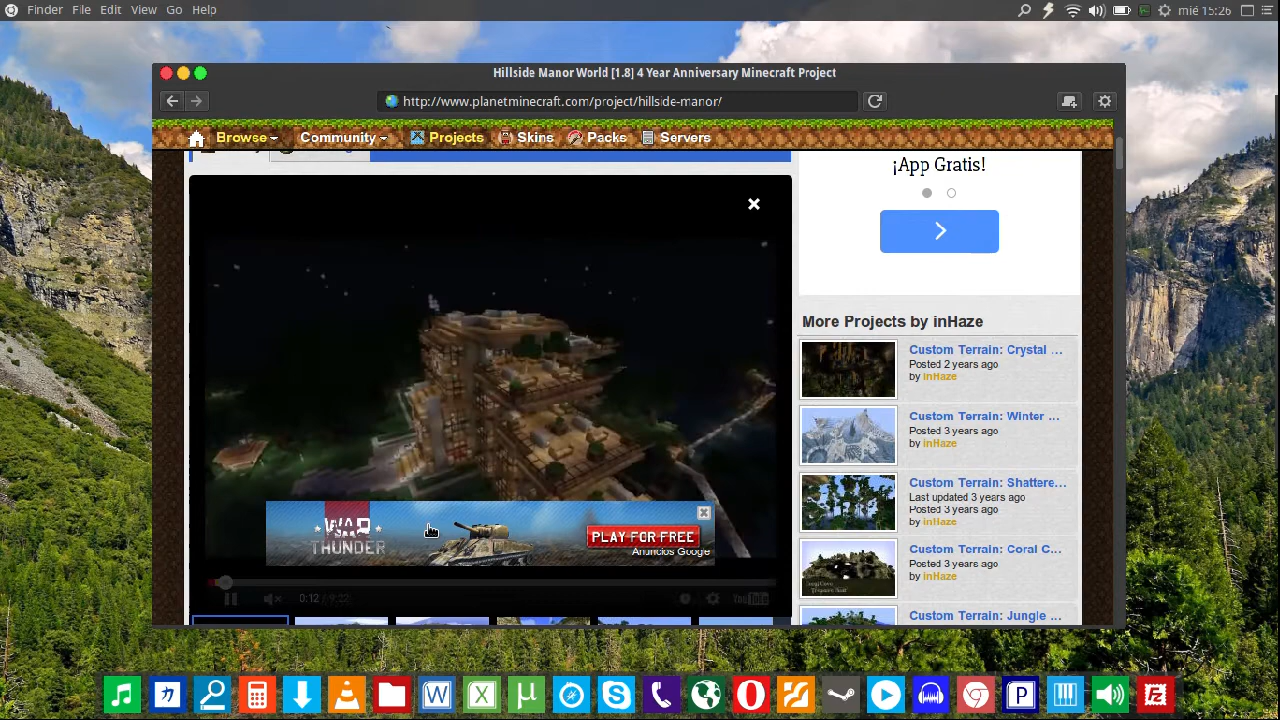 Finder File Edit View Go Help
mié 15:26
Hillside Manor World [1.8] 4 Year Anniversary Minecraft Project
http://www.planetminecraft.com/project/hillside-manor/
Browse Community Projects Skins Packs Servers
¡App Gratis!
More Projects by inHaze
Custom Terrain: Crystal ...
Posted 2 years ago
by inHaze
Custom Terrain: Winter ...
Posted 3 years ago
by inHaze
Custom Terrain: Shattere...
Last updated 3 years ago
Posted 3 years ago
by inHaze
Custom Terrain: Coral C...
Posted 3 years ago
by inHaze
Custom Terrain: Jungle ...
WAR
THUNDER
PLAY FOR FREE
Anuncios Google
0:12 / 9:22
YouTube